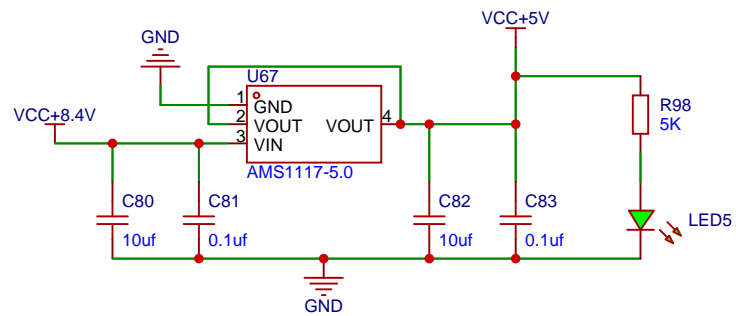 VCC+5V
GND
U67
VCC+8.4V
1
GND
2
VOUT
VOUT
4
3
VIN
AMS1117-5.0
R98
5K
C80
10uf
C81
0.1uf
C82
10uf
C83
0.1uf
LED5
GND